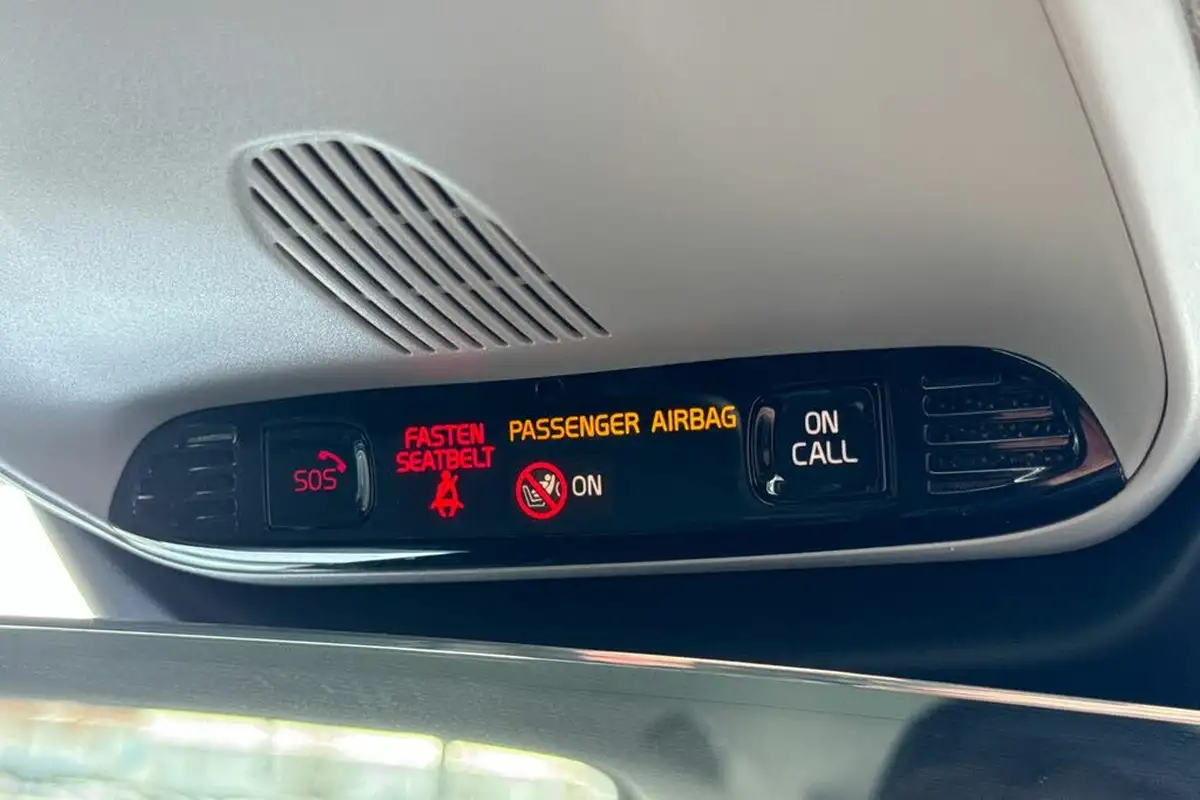 SOS
FASTEN
SEATBELT
PASSENGER AIRBAG
ON
ON
CALL